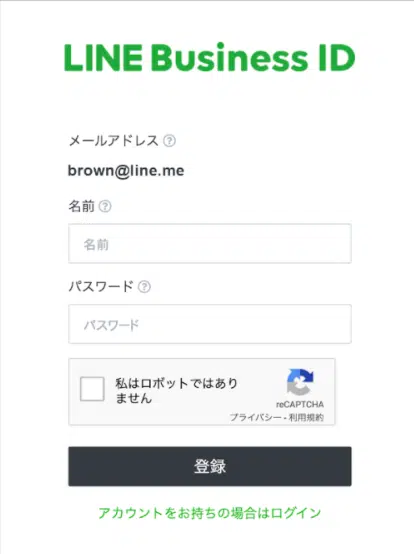 LINE Business ID
メールアドレス ?
brown@line.me
名前 ?
名前
パスワード ?
パスワード
私はロボットではあり
ません
reCAPTCHA
プライバシー - 利用規約
登録
アカウントをお持ちの場合はログイン